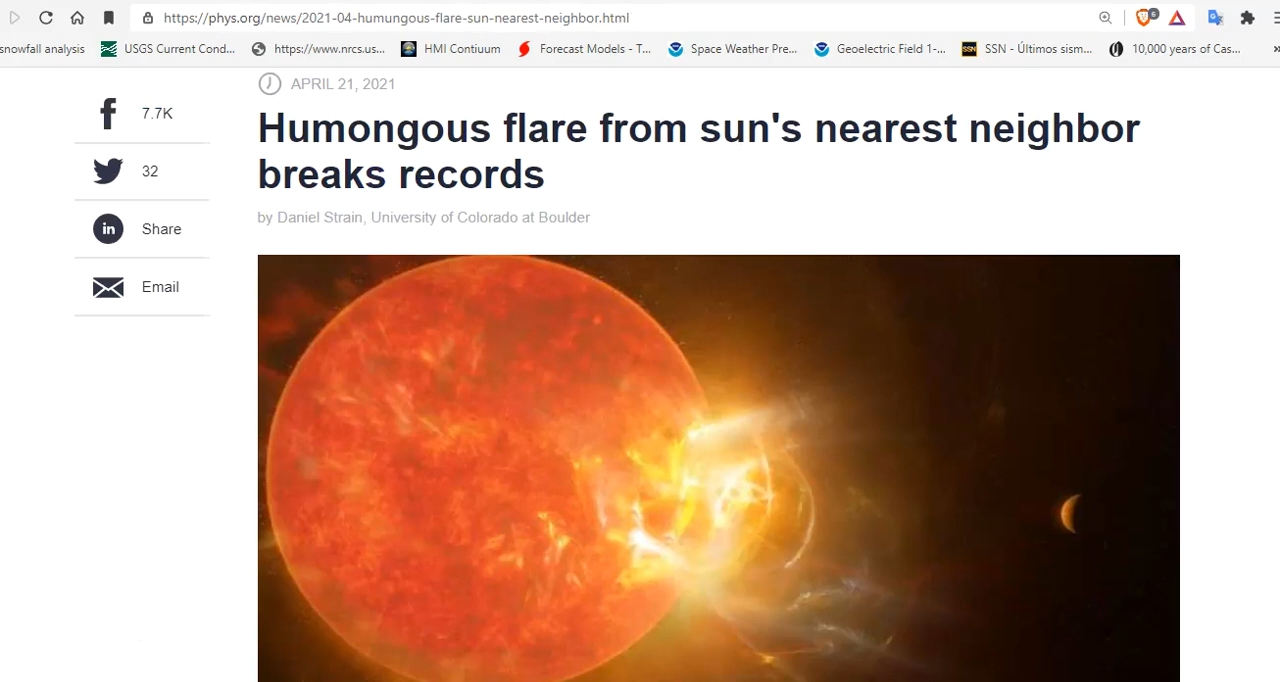 https://phys.org/news/2021-04-humungous-flare-sun-nearest-neighbor.html
6
snowfall analysis USGS Current Cond... https://www.nrcs.us... HMI Contiuum Forecast Models - T... Space Weather Pre... Geoelectric Field 1-... SSN SSN - Últimos sism... 10,000 years of Cas... »
APRIL 21, 2021
Humongous flare from sun's nearest neighbor
breaks records
by Daniel Strain, University of Colorado at Boulder
7.7K
32
in Share
Email